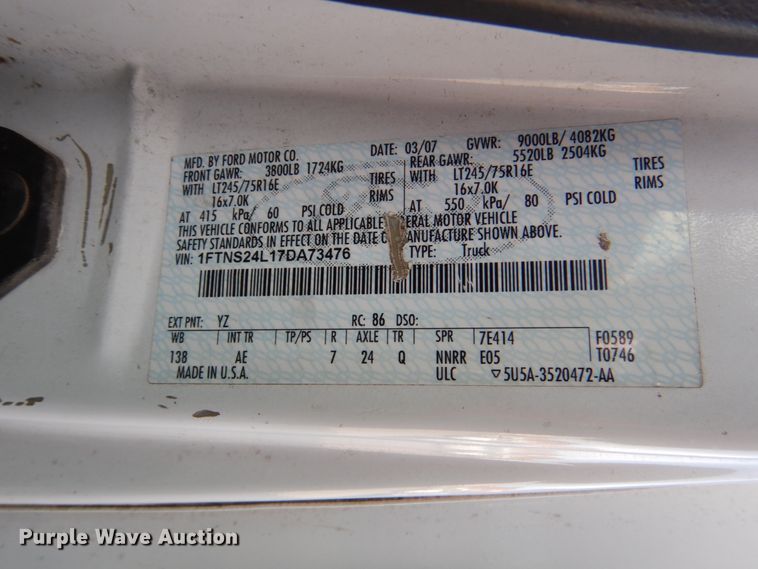 MFD. BY FORD MOTOR CO. DATE: 03/07 GVWR: 9000LB/ 4082KG
FRONT GAWR: 3800LB 1724KG REAR GAWR: 5520LB 2504KG
WITH LT245/75R16E TIRES WITH LT245/75R16E TIRES
16x7.0K RIMS 16x7.0K RIMS
AT 415 kPa/ 60 PSI COLD AT 550 kPa/ 80 PSI COLD
THIS VEHICLE CONFORMS TO ALL APPLICABLE MOTOR VEHICLE
SAFETY STANDARDS IN EFFECT ON THE DATE MANUFACTURE SHOWN ABOVE.
VIN: 1FTNS24L17DA73476 TYPE: Truck
EXT PNT: YZ RC: 86 DSO:
WB INT TR TP/PS R AXLE TR SPR 7E414 F0589
138 AE 7 24 Q NNRR E05 T0746
MADE IN U.S.A. ULC ▽5U5A-3520472-AA
Purple Wave Auction